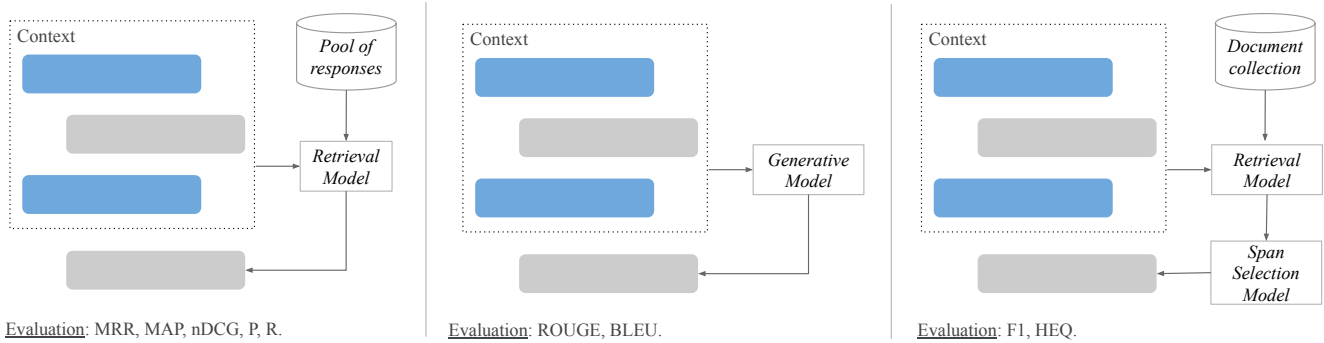 Context
Pool of
responses
Retrieval
Model
Evaluation: MRR, MAP, nDCG, P, R.
Context
Generative
Model
Evaluation: ROUGE, BLEU.
Context
Document
collection
Retrieval
Model
Span
Selection
Model
Evaluation: F1, HEQ.